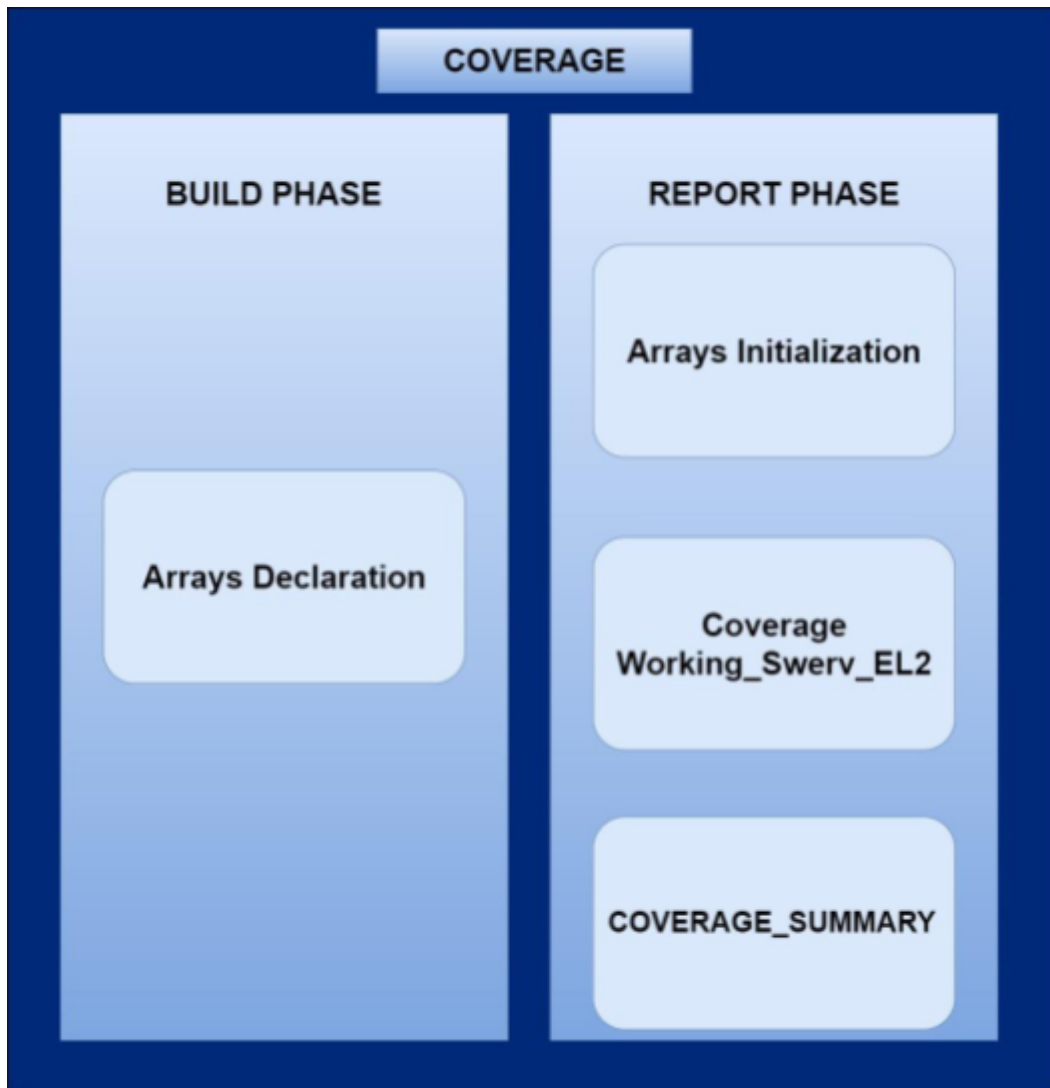 COVERAGE
BUILD PHASE
Arrays Declaration
REPORT PHASE
Arrays Initialization
Coverage
Working_Swerv_EL2
COVERAGE_SUMMARY